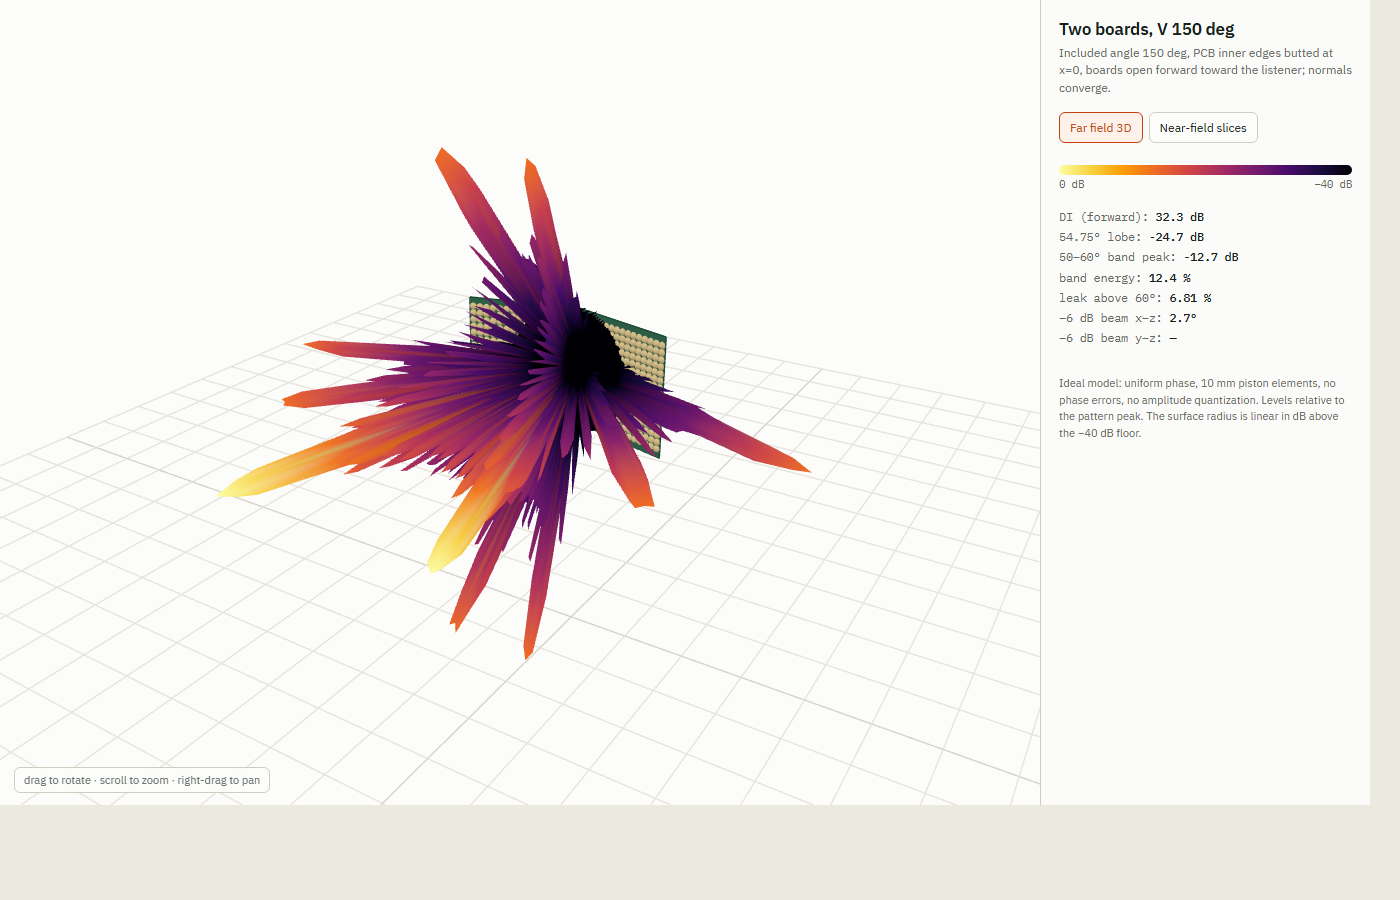 Two boards, V 150 deg
Included angle 150 deg, PCB inner edges butted at
x=0, boards open forward toward the listener; normals
converge.
Far field 3D
Near-field slices
0 dB
−40 dB
DI (forward): 32.3 dB
54.75° lobe: -24.7 dB
50–60° band peak: -12.7 dB
band energy: 12.4 %
leak above 60°: 6.81 %
−6 dB beam x–z: 2.7°
−6 dB beam y–z: —
Ideal model: uniform phase, 10 mm piston elements, no
phase errors, no amplitude quantization. Levels relative to
the pattern peak. The surface radius is linear in dB above
the −40 dB floor.
drag to rotate · scroll to zoom · right-drag to pan